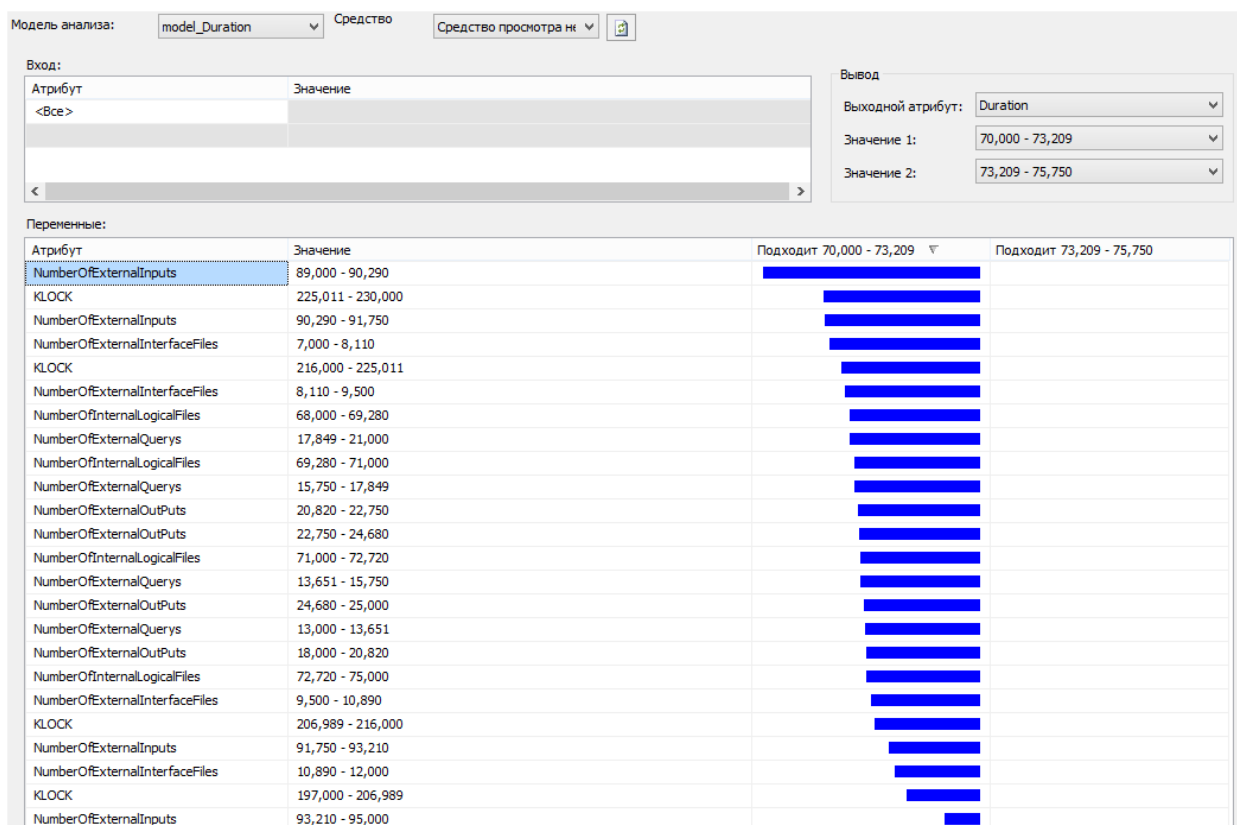 Модель анализа: model_Duration Средство Средство просмотра не
Вход:
Атрибут Значение
<Все>
Вывод
Выходной атрибут: Duration
Значение 1: 70,000 - 73,209
Значение 2: 73,209 - 75,750
Переменные:
Атрибут Значение Подходит 70,000 - 73,209 Подходит 73,209 - 75,750
NumberOfExternalInputs 89,000 - 90,290
KLOCK 225,011 - 230,000
NumberOfExternalInputs 90,290 - 91,750
NumberOfExternalInterfaceFiles 7,000 - 8,110
KLOCK 216,000 - 225,011
NumberOfExternalInterfaceFiles 8,110 - 9,500
NumberOfInternalLogicalFiles 68,000 - 69,280
NumberOfExternalQuerys 17,849 - 21,000
NumberOfInternalLogicalFiles 69,280 - 71,000
NumberOfExternalQuerys 15,750 - 17,849
NumberOfExternalOutPuts 20,820 - 22,750
NumberOfExternalOutPuts 22,750 - 24,680
NumberOfInternalLogicalFiles 71,000 - 72,720
NumberOfExternalQuerys 13,651 - 15,750
NumberOfExternalOutPuts 24,680 - 25,000
NumberOfExternalQuerys 13,000 - 13,651
NumberOfExternalOutPuts 18,000 - 20,820
NumberOfInternalLogicalFiles 72,720 - 75,000
NumberOfExternalInterfaceFiles 9,500 - 10,890
KLOCK 206,989 - 216,000
NumberOfExternalInputs 91,750 - 93,210
NumberOfExternalInterfaceFiles 10,890 - 12,000
KLOCK 197,000 - 206,989
NumberOfExternalInputs 93,210 - 95,000